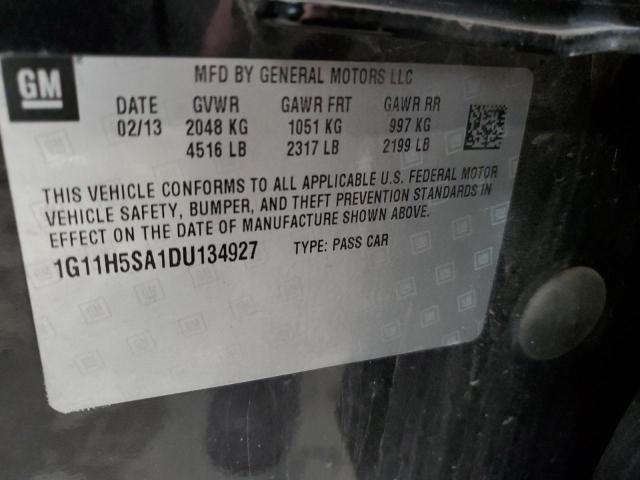 GM
MFD BY GENERAL MOTORS LLC
DATE GVWR GAWR FRT GAWR RR
02/13 2048 KG 1051 KG 997 KG
4516 LB 2317 LB 2199 LB
THIS VEHICLE CONFORMS TO ALL APPLICABLE U.S. FEDERAL MOTOR
VEHICLE SAFETY, BUMPER, AND THEFT PREVENTION STANDARDS IN
EFFECT ON THE DATE OF MANUFACTURE SHOWN ABOVE.
1G11H5SA1DU134927 TYPE: PASS CAR